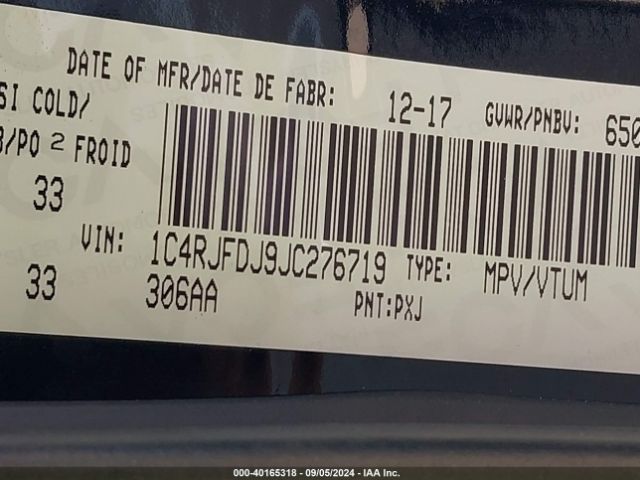 DATE OF MFR/DATE DE FABR: 12-17 GVWR/PNBV: 650
SI COLD/
/PO 2 FROID
33
VIN: 1C4RJFDJ9JC276719 TYPE: MPV/VTUM
33 306AA PNT:PXJ
000-40165318 - 09/05/2024 - IAA Inc.